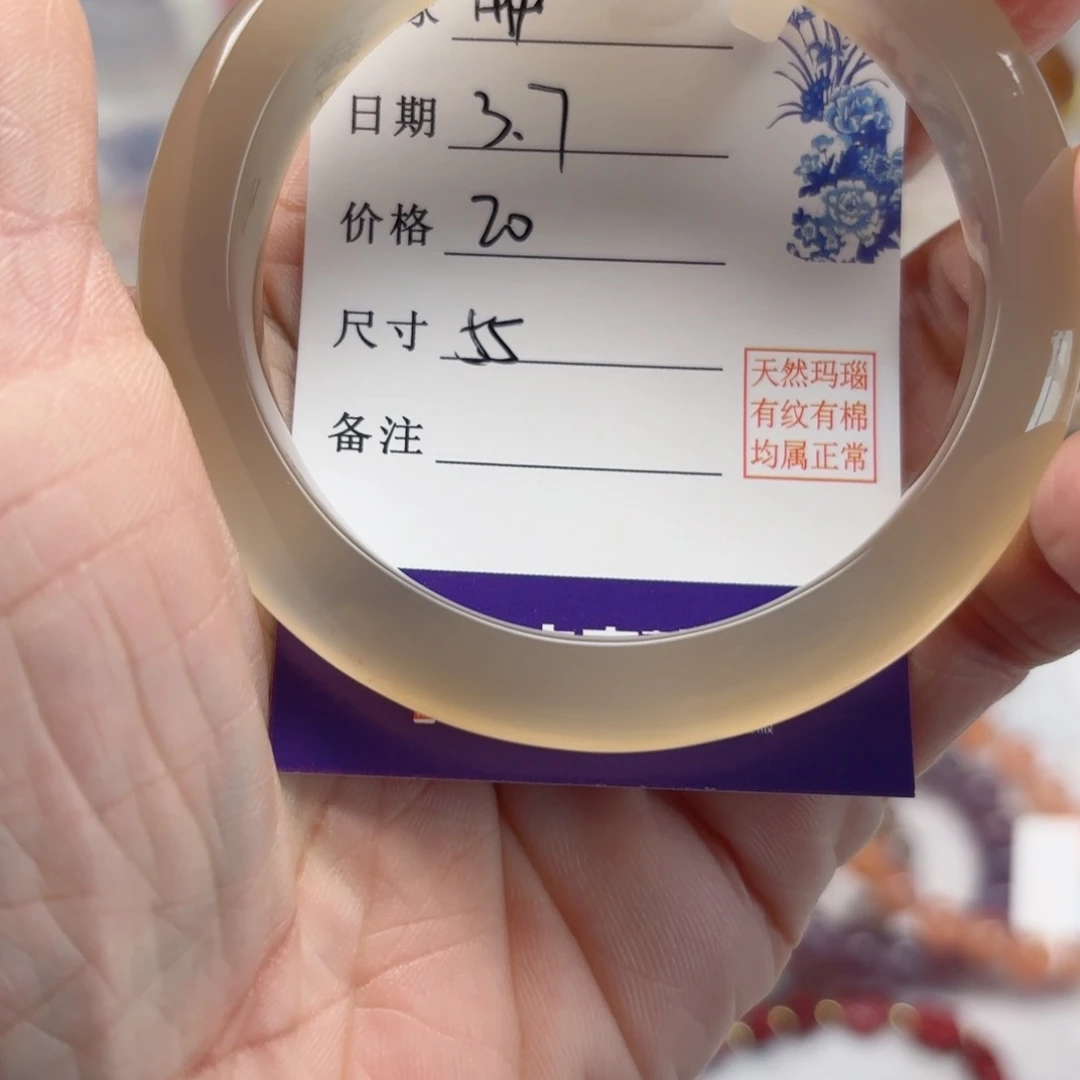 日期 3.7
价格 20
尺寸 55
备注
天然玛瑙
有纹有棉
均属正常